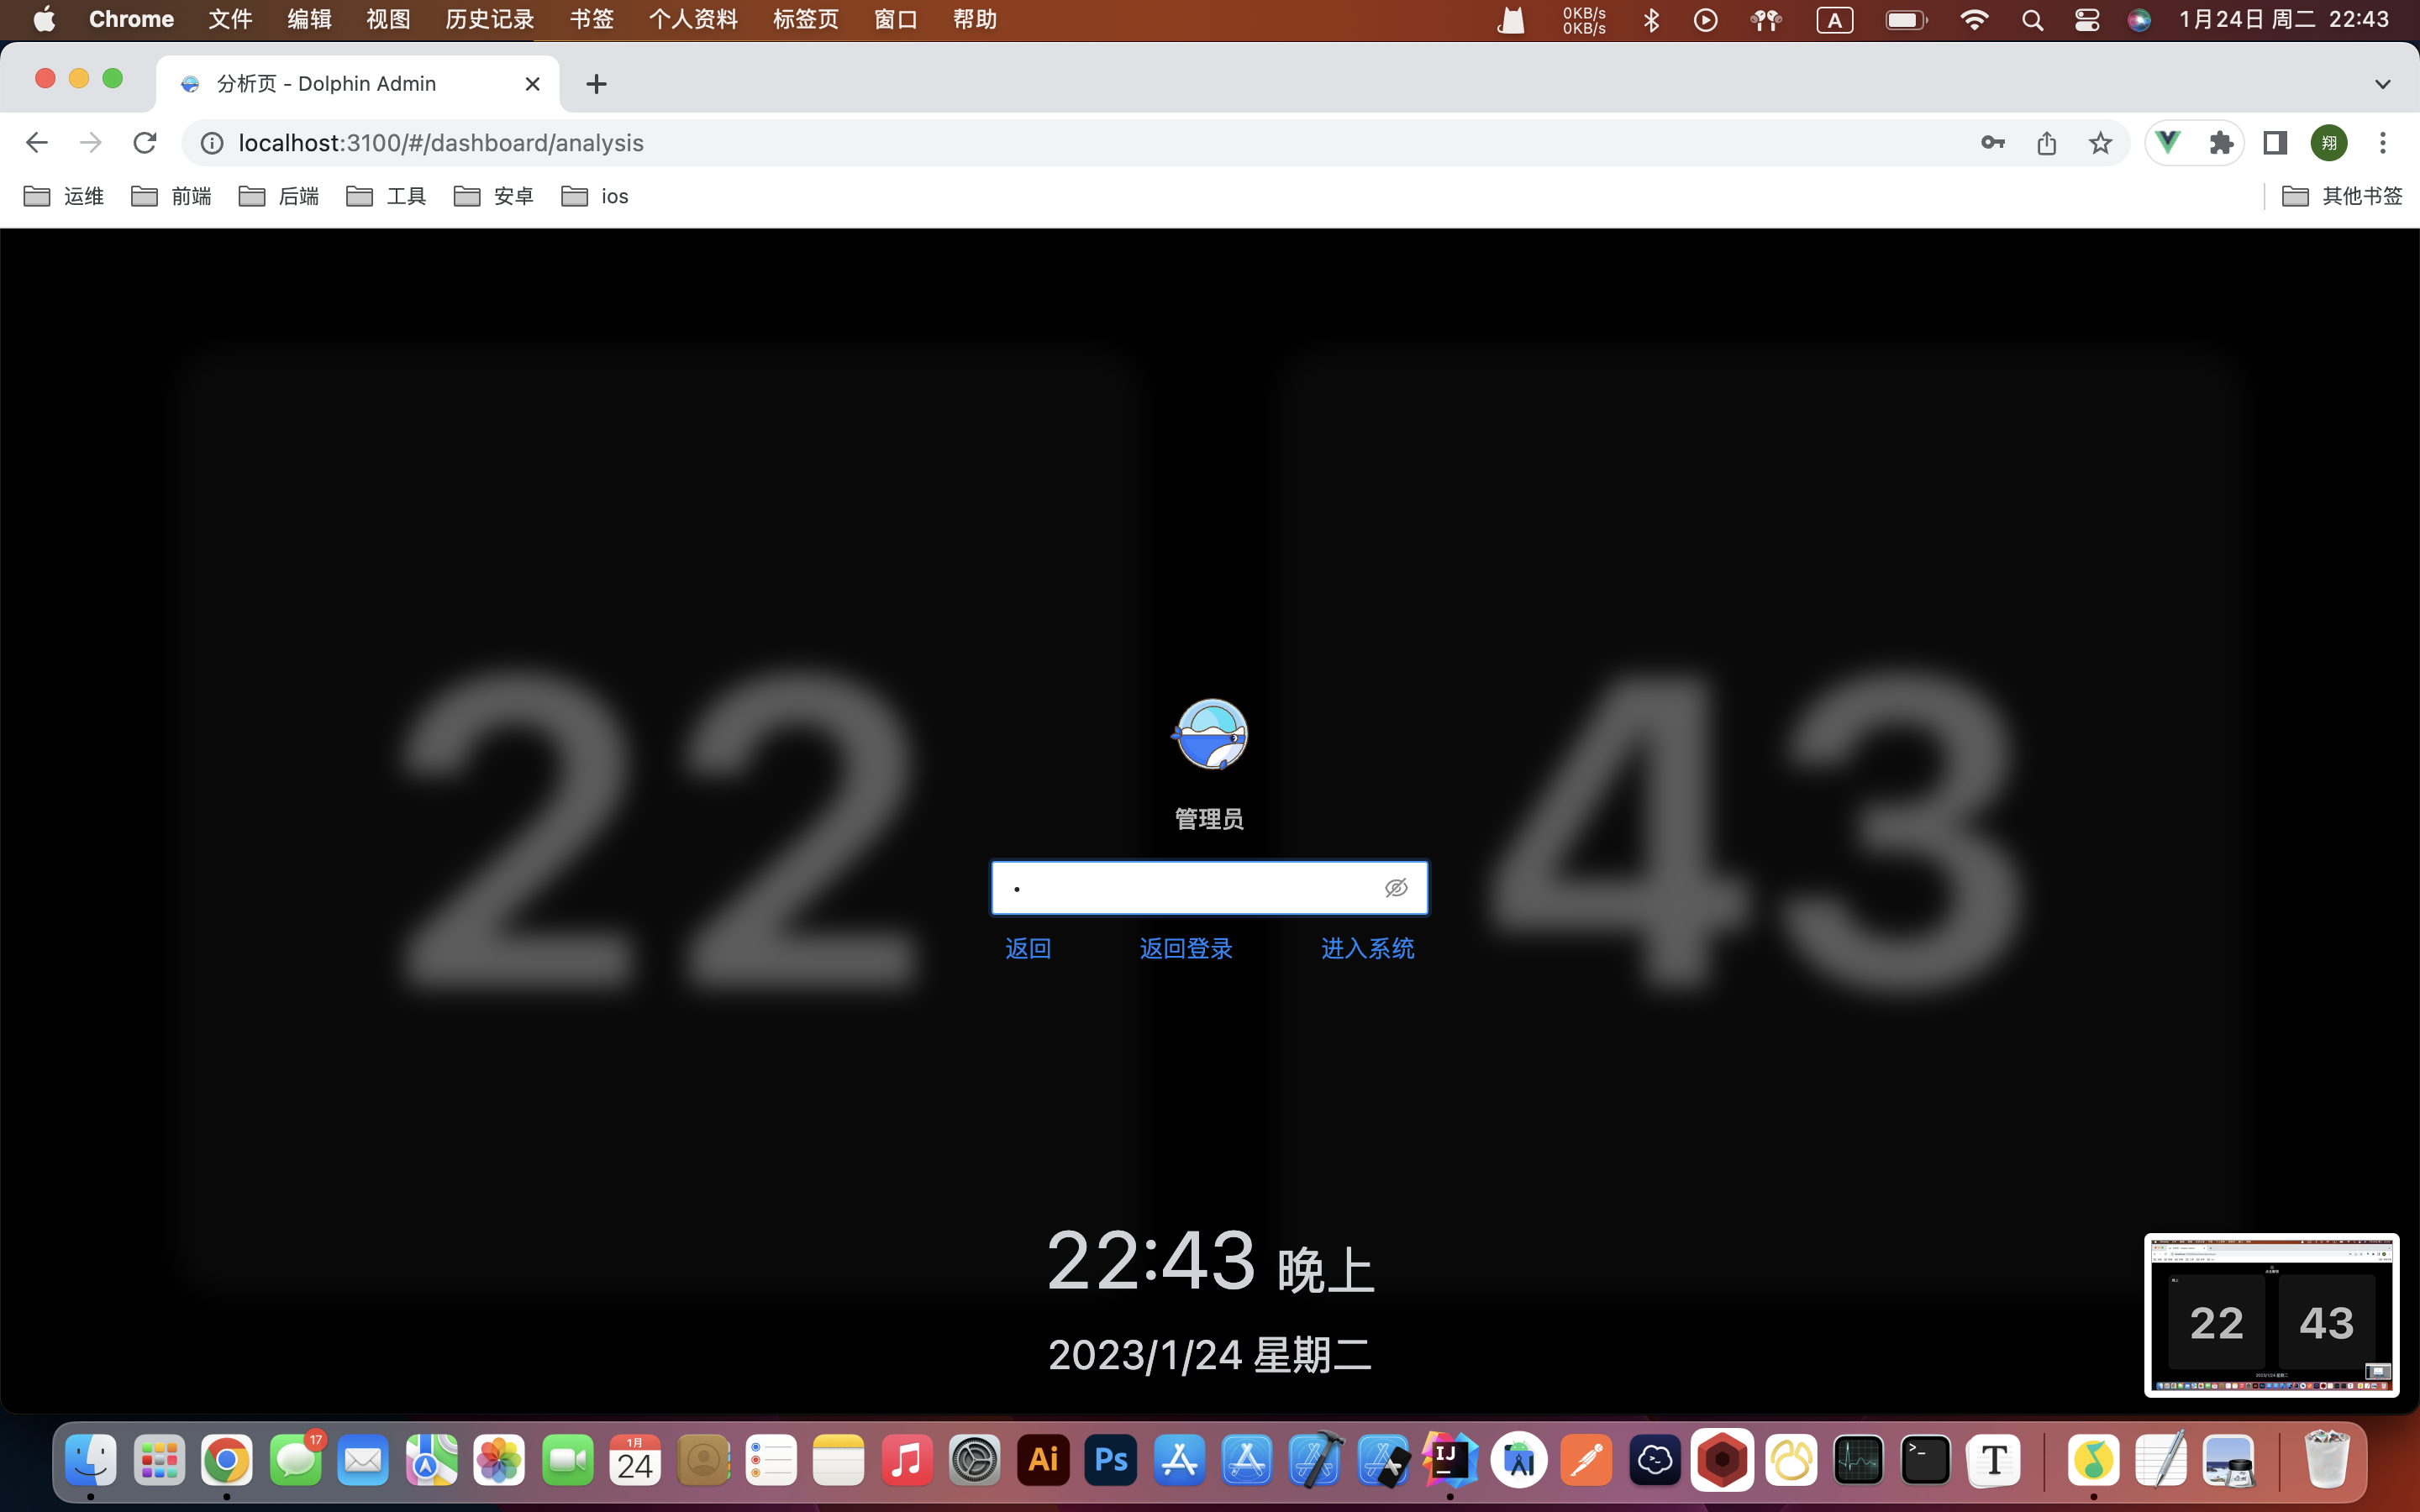 Chrome 文件 编辑 视图 历史记录 书签 个人资料 标签页 窗口 帮助
0KB/s
0KB/s
A
1月24日 周二 22:43
分析页 - Dolphin Admin
localhost:3100/#/dashboard/analysis
翔
运维 前端 后端 工具 安卓 ios 其他书签
22 43
管理员
返回 返回登录 进入系统
22:43 晚上
2023/1/24 星期二
22 43
17
1月
24
Ai
Ps
IJ
T